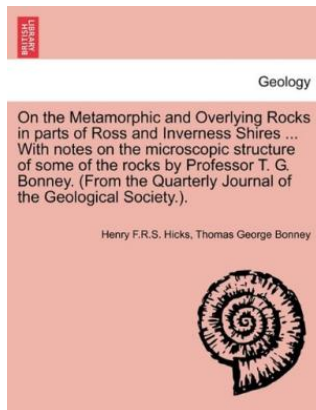 BRITISH
LIBRARY
Geology
On the Metamorphic and Overlying Rocks
in parts of Ross and Inverness Shires ...
With notes on the microscopic structure
of some of the rocks by Professor T. G.
Bonney. (From the Quarterly Journal of
the Geological Society.).
Henry F.R.S. Hicks, Thomas George Bonney